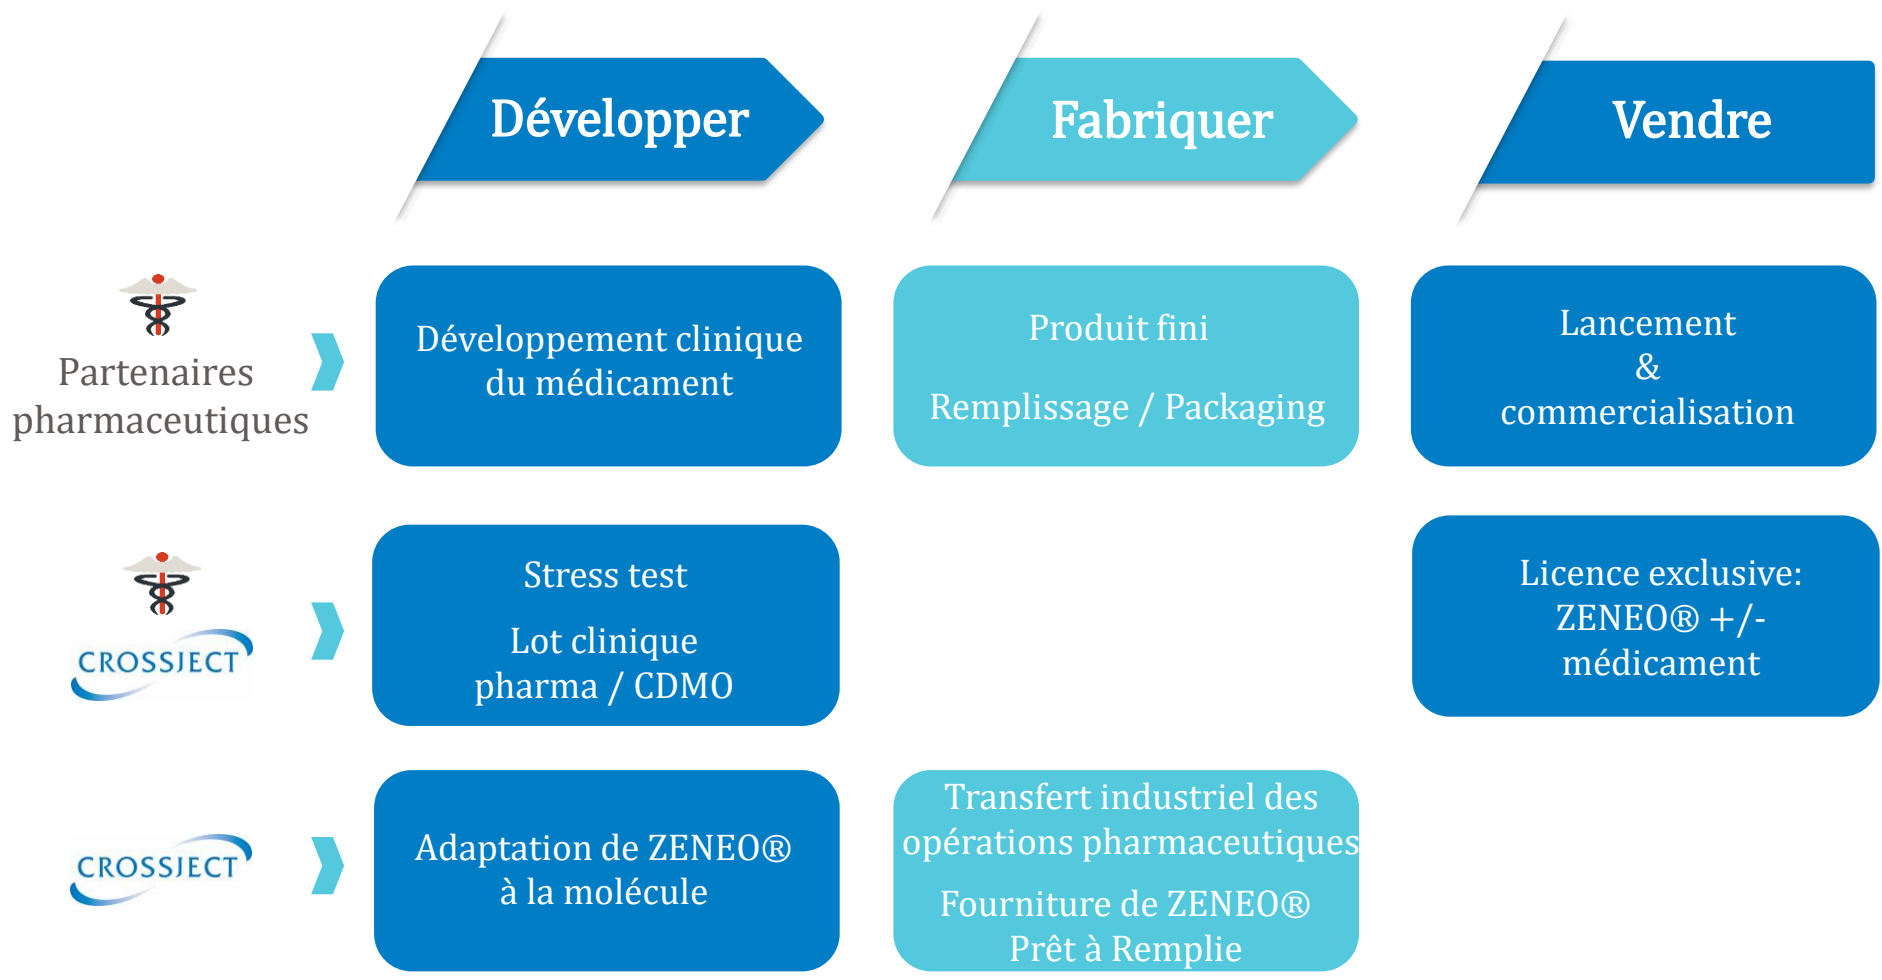 Développer
Fabriquer
Vendre
Partenaires
pharmaceutiques
Développement clinique
du médicament
Produit fini
Remplissage / Packaging
Lancement
&
commercialisation
CROSSJECT
Stress test
Lot clinique
pharma / CDMO
Licence exclusive:
ZENEO® +/-
médicament
CROSSJECT
Adaptation de ZENEO®
à la molécule
Transfert industriel des
opérations pharmaceutiques
Fourniture de ZENEO®
Prêt à Remplie